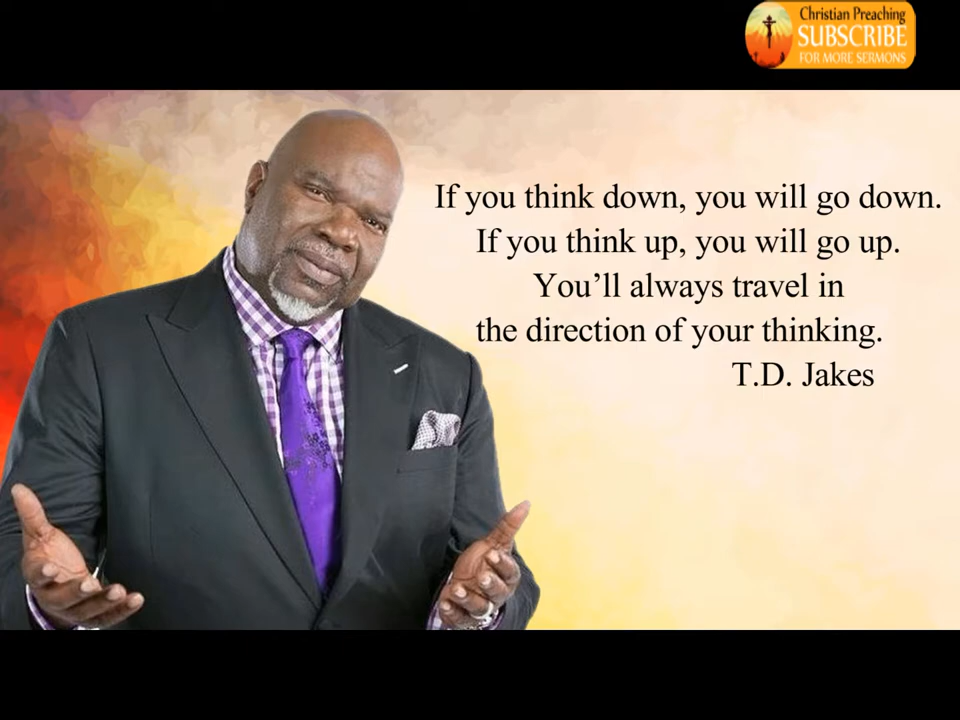 Christian Preaching
SUBSCRIBE
FOR MORE SERMONS
If you think down, you will go down.
If you think up, you will go up.
You’ll always travel in
the direction of your thinking.
T.D. Jakes